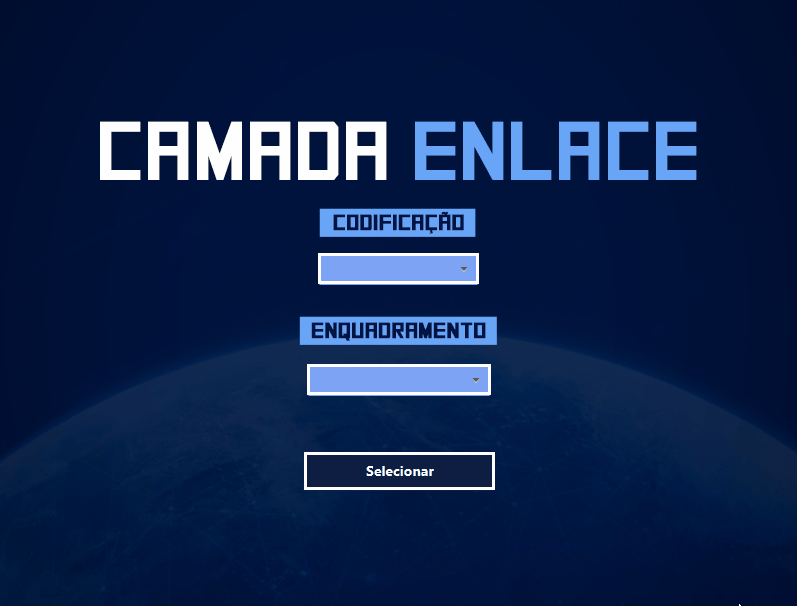 CAMADA ENLACE
CODIFICAÇÃO
ENQUADRAMENTO
Selecionar